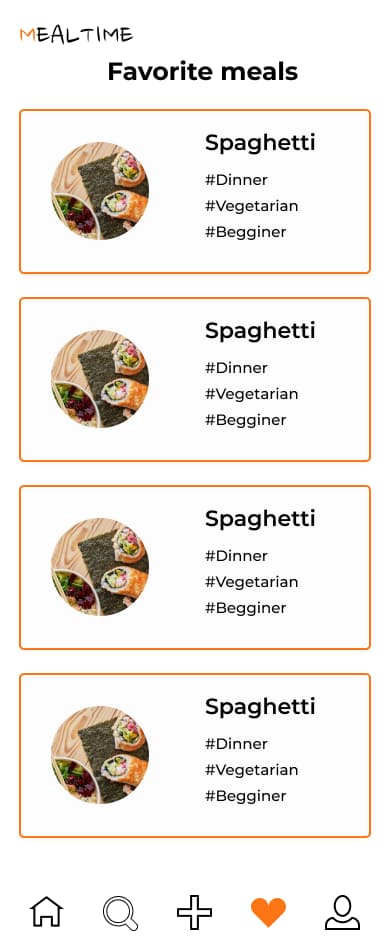 MEALTIME
Favorite meals
Spaghetti
#Dinner
#Vegetarian
#Begginer
Spaghetti
#Dinner
#Vegetarian
#Begginer
Spaghetti
#Dinner
#Vegetarian
#Begginer
Spaghetti
#Dinner
#Vegetarian
#Begginer